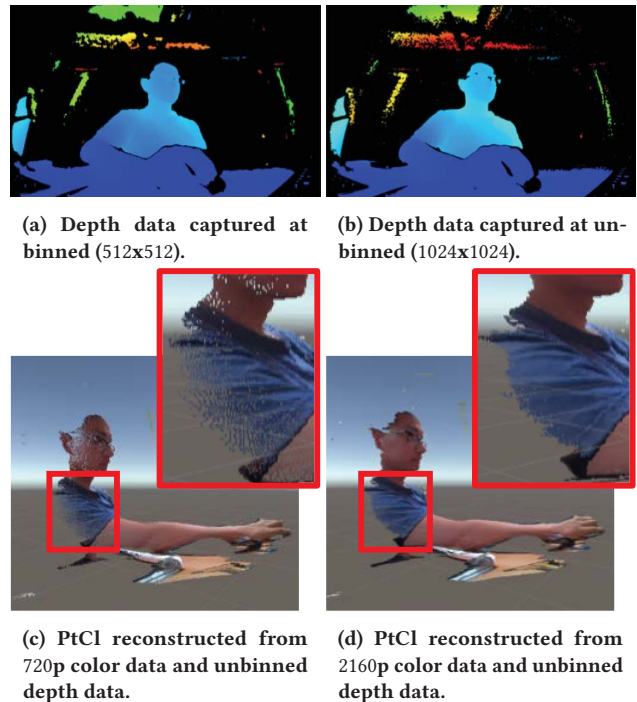 (a) Depth data captured at
binned (512x512).
(b) Depth data captured at un-
binned (1024x1024).
(c) PtCl reconstructed from
720p color data and unbinned
depth data.
(d) PtCl reconstructed from
2160p color data and unbinned
depth data.